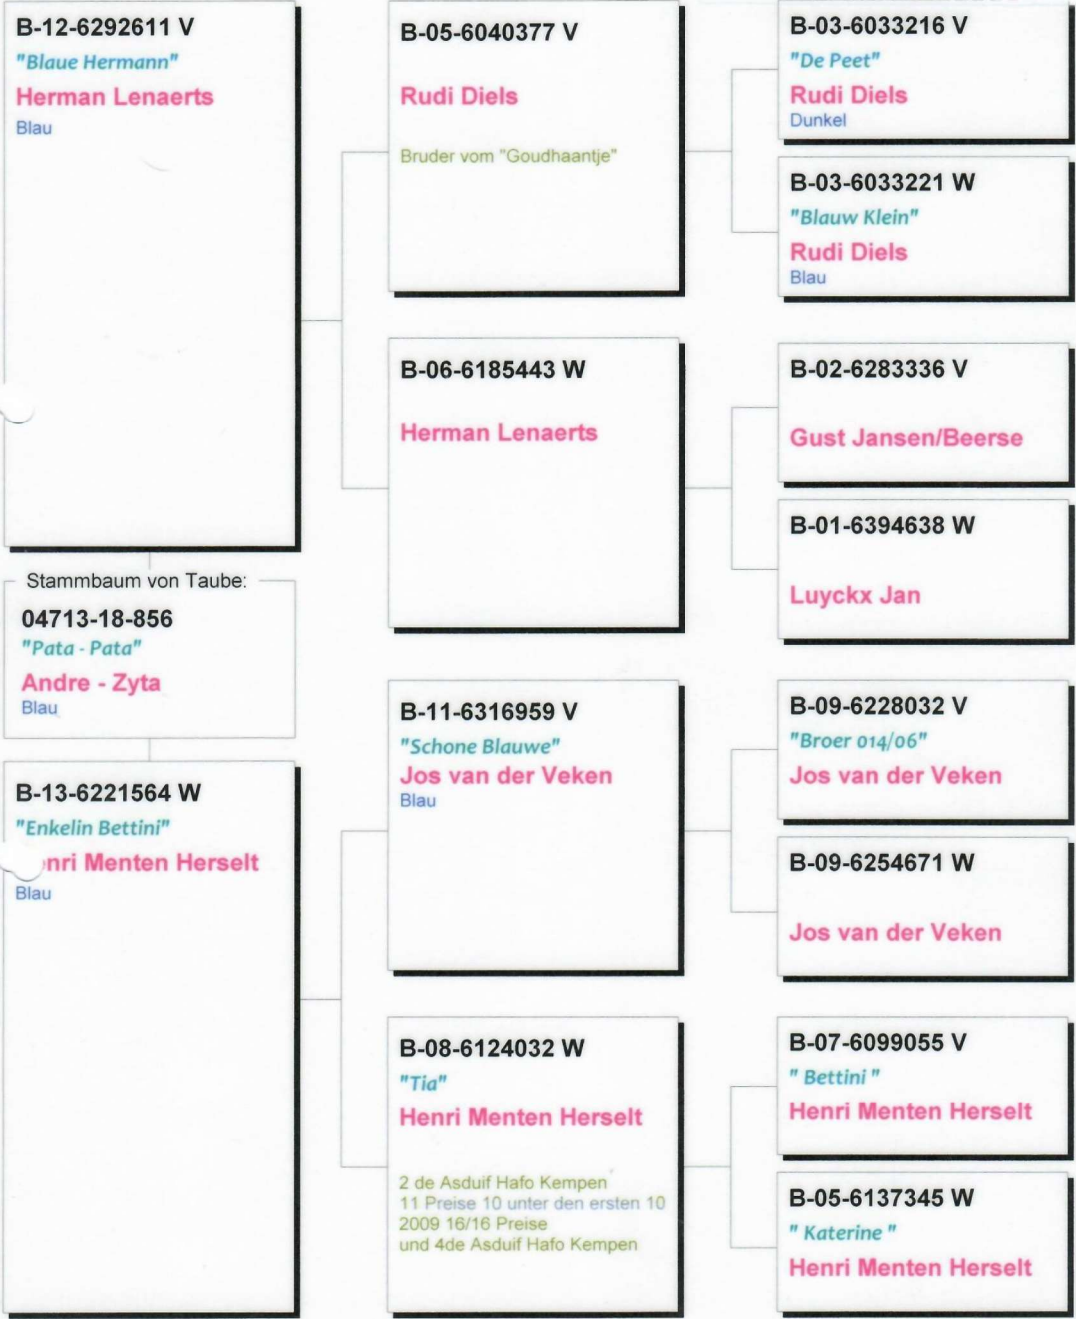 B-12-6292611 V
"Blaue Hermann"
Herman Lenaerts
Blau
Stammbaum von Taube:
04713-18-856
"Pata - Pata"
Andre - Zyta
Blau
B-13-6221564 W
"Enkelin Bettini"
nri Menten Herselt
Blau
B-05-6040377 V
Rudi Diels
Bruder vom "Goudhaantje"
B-06-6185443 W
Herman Lenaerts
B-11-6316959 V
"Schone Blauwe"
Jos van der Veken
Blau
B-08-6124032 W
"Tia"
Henri Menten Herselt
2 de Asduif Hafo Kempen
11 Preise 10 unter den ersten 10
2009 16/16 Preise
und 4de Asduif Hafo Kempen
B-03-6033216 V
"De Peet"
Rudi Diels
Dunkel
B-03-6033221 W
"Blauw Klein"
Rudi Diels
Blau
B-02-6283336 V
Gust Jansen/Beerse
B-01-6394638 W
Luyckx Jan
B-09-6228032 V
"Broer 014/06"
Jos van der Veken
B-09-6254671 W
Jos van der Veken
B-07-6099055 V
" Bettini "
Henri Menten Herselt
B-05-6137345 W
" Katerine "
Henri Menten Herselt